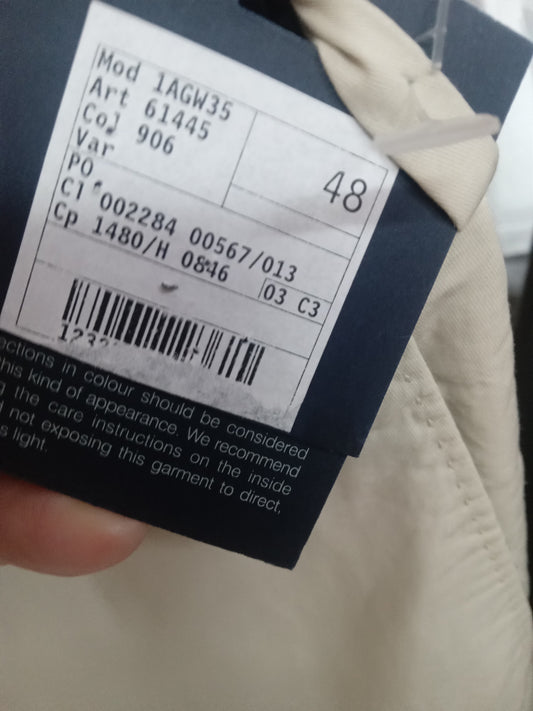 Mod 1AGW35
Art 61445
Col 906
Var
48
PO
Cl 002284 00567/013
Cp 1480/H 0846
03 C3
ections in colour should be considered
this kind of appearance. We recommend
g the care instructions on the inside
not exposing this garment to direct,
s light.